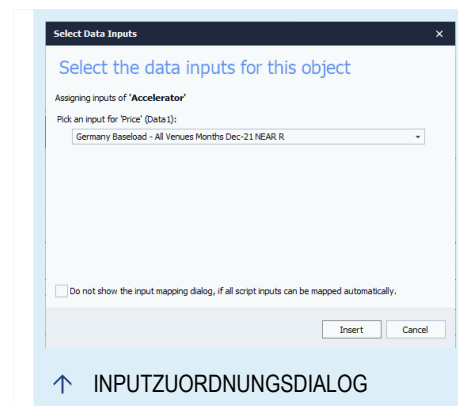 Select Data Inputs
Select the data inputs for this object
Assigning inputs of 'Accelerator'
Pick an input for 'Price' (Data1):
Germany Baseload - All Venues Months Dec-21 NEAR R
Do not show the input mapping dialog, if all script inputs can be mapped automatically.
Insert Cancel
↑ INPUTZUORDNUNGSDIALOG